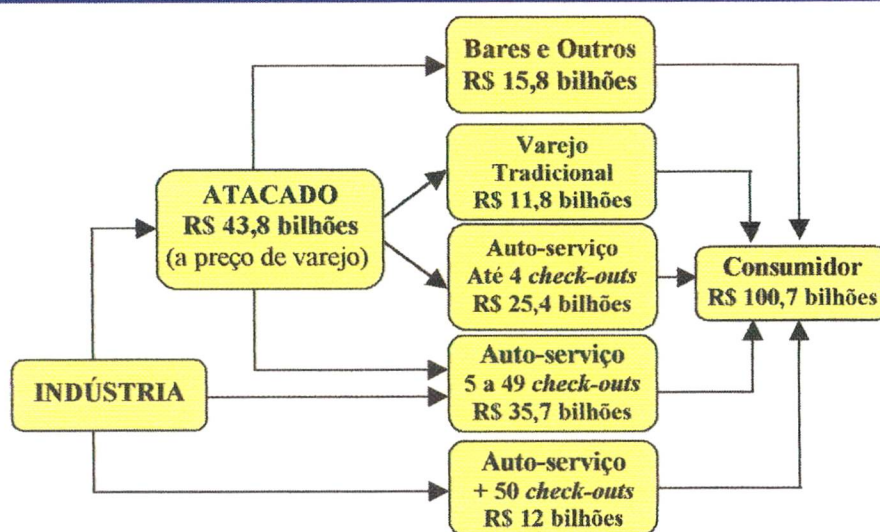 Bares e Outros
R$ 15,8 bilhões
Varejo
Tradicional
R$ 11,8 bilhões
ATACADO
R$ 43,8 bilhões
(a preço de varejo)
Auto-serviço
Até 4 check-outs
R$ 25,4 bilhões
Consumidor
R$ 100,7 bilhões
INDÚSTRIA
Auto-serviço
5 a 49 check-outs
R$ 35,7 bilhões
Auto-serviço
+ 50 check-outs
R$ 12 bilhões